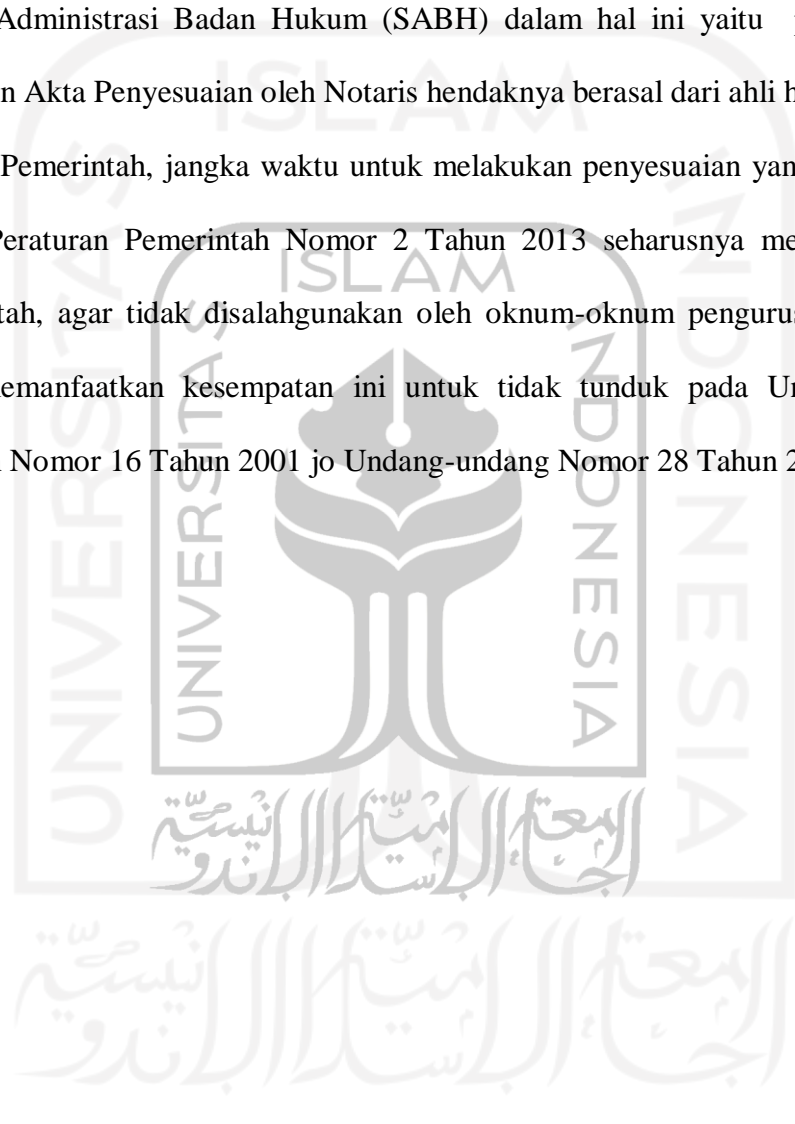 Administrasi Badan Hukum (SABH) dalam hal ini yaitu
n Akta Penyesuaian oleh Notaris hendaknya berasal dari ahli h
Pemerintah, jangka waktu untuk melakukan penyesuaian yan
Peraturan Pemerintah Nomor 2 Tahun 2013 seharusnya me
tah, agar tidak disalahgunakan oleh oknum-oknum pengurus
emanfaatkan kesempatan ini untuk tidak tunduk pada Un
Nomor 16 Tahun 2001 jo Undang-undang Nomor 28 Tahun 2
ISLAM
UNIVERSITAS
INDONESIA
ISLAM
UNIVERSITAS
INDONESIA